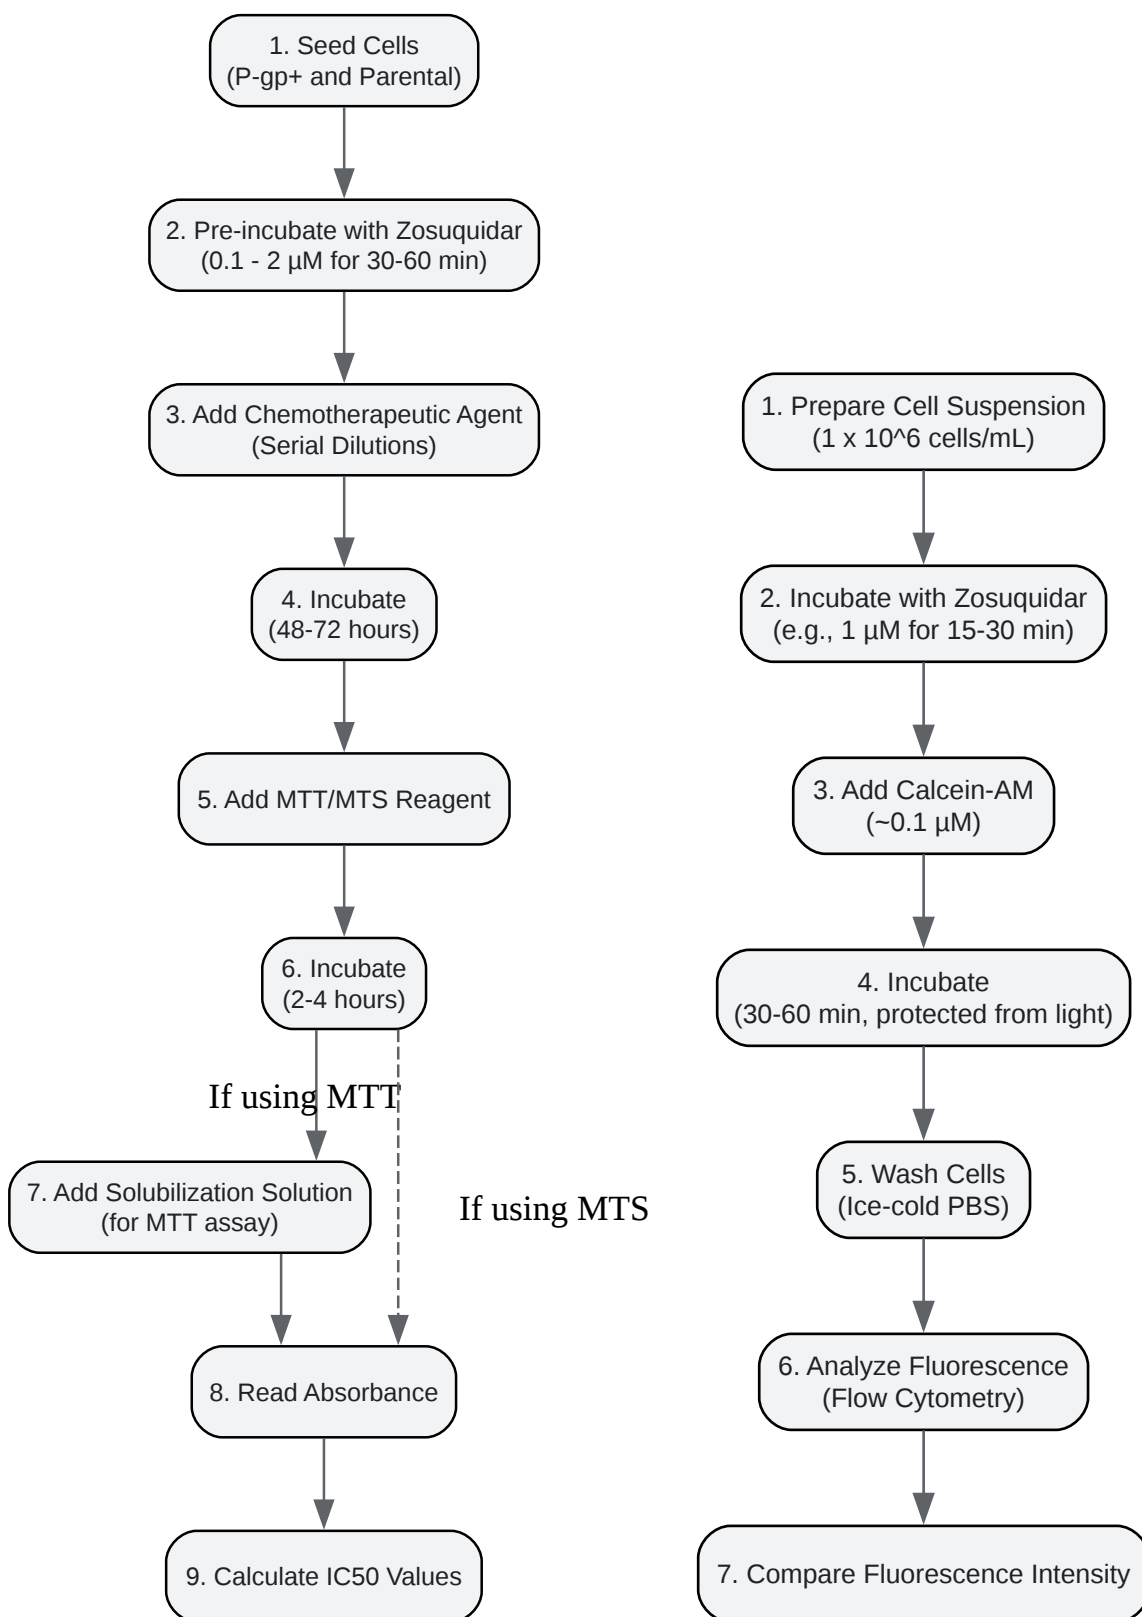 1. Seed Cells
(P-gp+ and Parental)
2. Pre-incubate with Zosuquidar
(0.1 - 2 µM for 30-60 min)
3. Add Chemotherapeutic Agent
(Serial Dilutions)
4. Incubate
(48-72 hours)
5. Add MTT/MTS Reagent
6. Incubate
(2-4 hours)
If using MTT
7. Add Solubilization Solution
(for MTT assay)
If using MTS
8. Read Absorbance
9. Calculate IC50 Values
1. Prepare Cell Suspension
(1 x 10^6 cells/mL)
2. Incubate with Zosuquidar
(e.g., 1 µM for 15-30 min)
3. Add Calcein-AM
(~0.1 µM)
4. Incubate
(30-60 min, protected from light)
5. Wash Cells
(Ice-cold PBS)
6. Analyze Fluorescence
(Flow Cytometry)
7. Compare Fluorescence Intensity